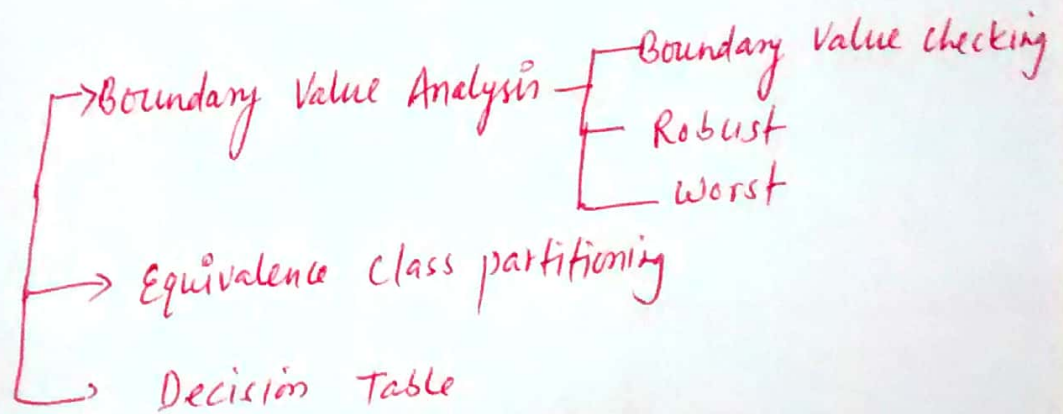 Boundary Value Analysis
Boundary Value checking
Robust
Worst
Equivalence Class partitioning
Decision Table